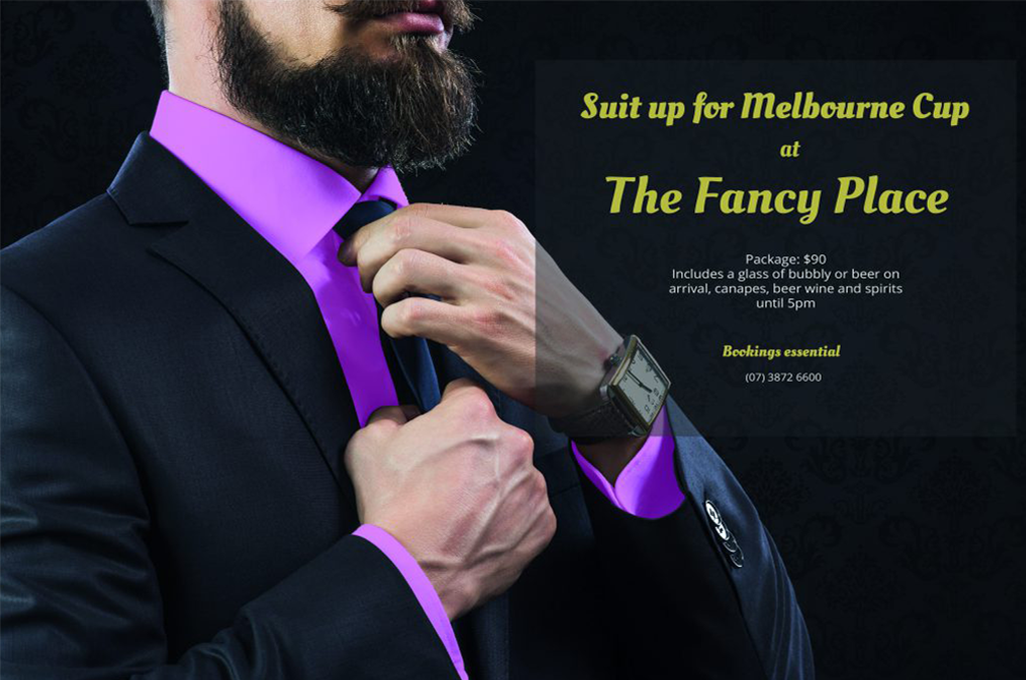 Suit up for Melbourne Cup
at
The Fancy Place
Package: $90
Includes a glass of bubbly or beer on
arrival, canapes, beer wine and spirits
until 5pm
Bookings essential
(07) 3872 6600